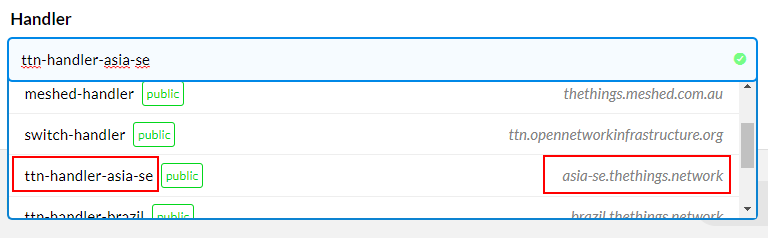 Handler
ttn-handler-asia-se
meshed-handler public thethings.meshed.com.au
switch-handler public ttn.opennetworkinfrastructure.org
ttn-handler-asia-se public asia-se.thethings.network
ttn-handler-brazil public brazil.thethings.network